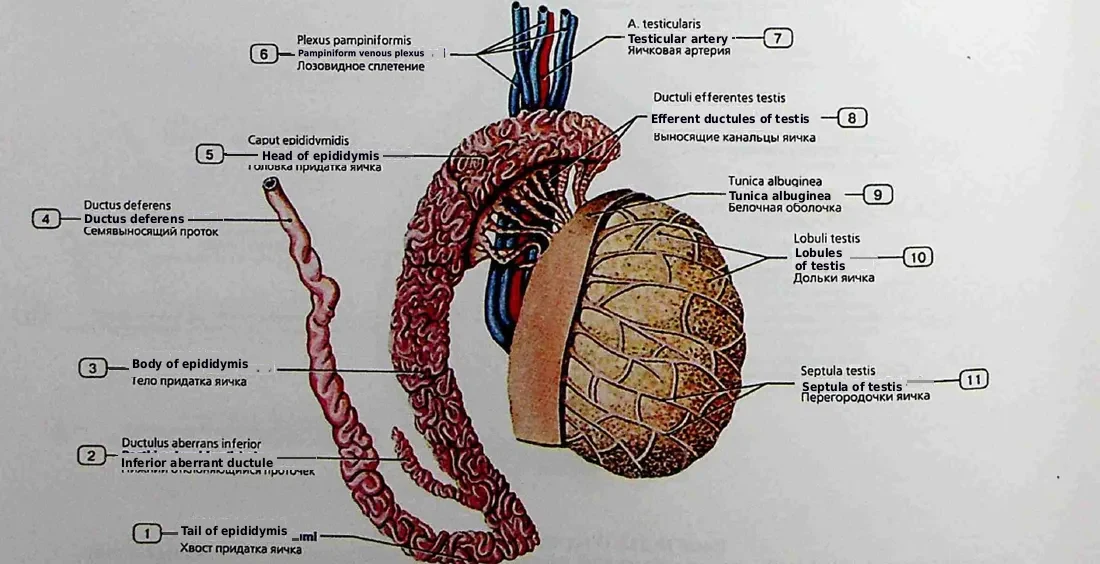 6
Plexus pampiniformis
Pampiniform venous plexus
Лозовидное сплетение
A. testicularis
Testicular artery
Яичковая артерия
7
Ductuli efferentes testis
Efferent ductules of testis
Выносящие канальцы яичка
8
5
Caput epididymidis
Head of epididymis
Головка придатка яичка
Tunica albuginea
Tunica albuginea
Белочная оболочка
9
4
Ductus deferens
Ductus deferens
Семявыносящий проток
Lobuli testis
Lobules
of testis
Дольки яичка
10
3
Body of epididymis
Тело придатка яичка
Septula testis
Septula of testis
Перегородочки яичка
11
2
Ductulus aberrans inferior
Inferior aberrant ductule
проточек
1
Tail of epididymis
Хвост придатка яичка